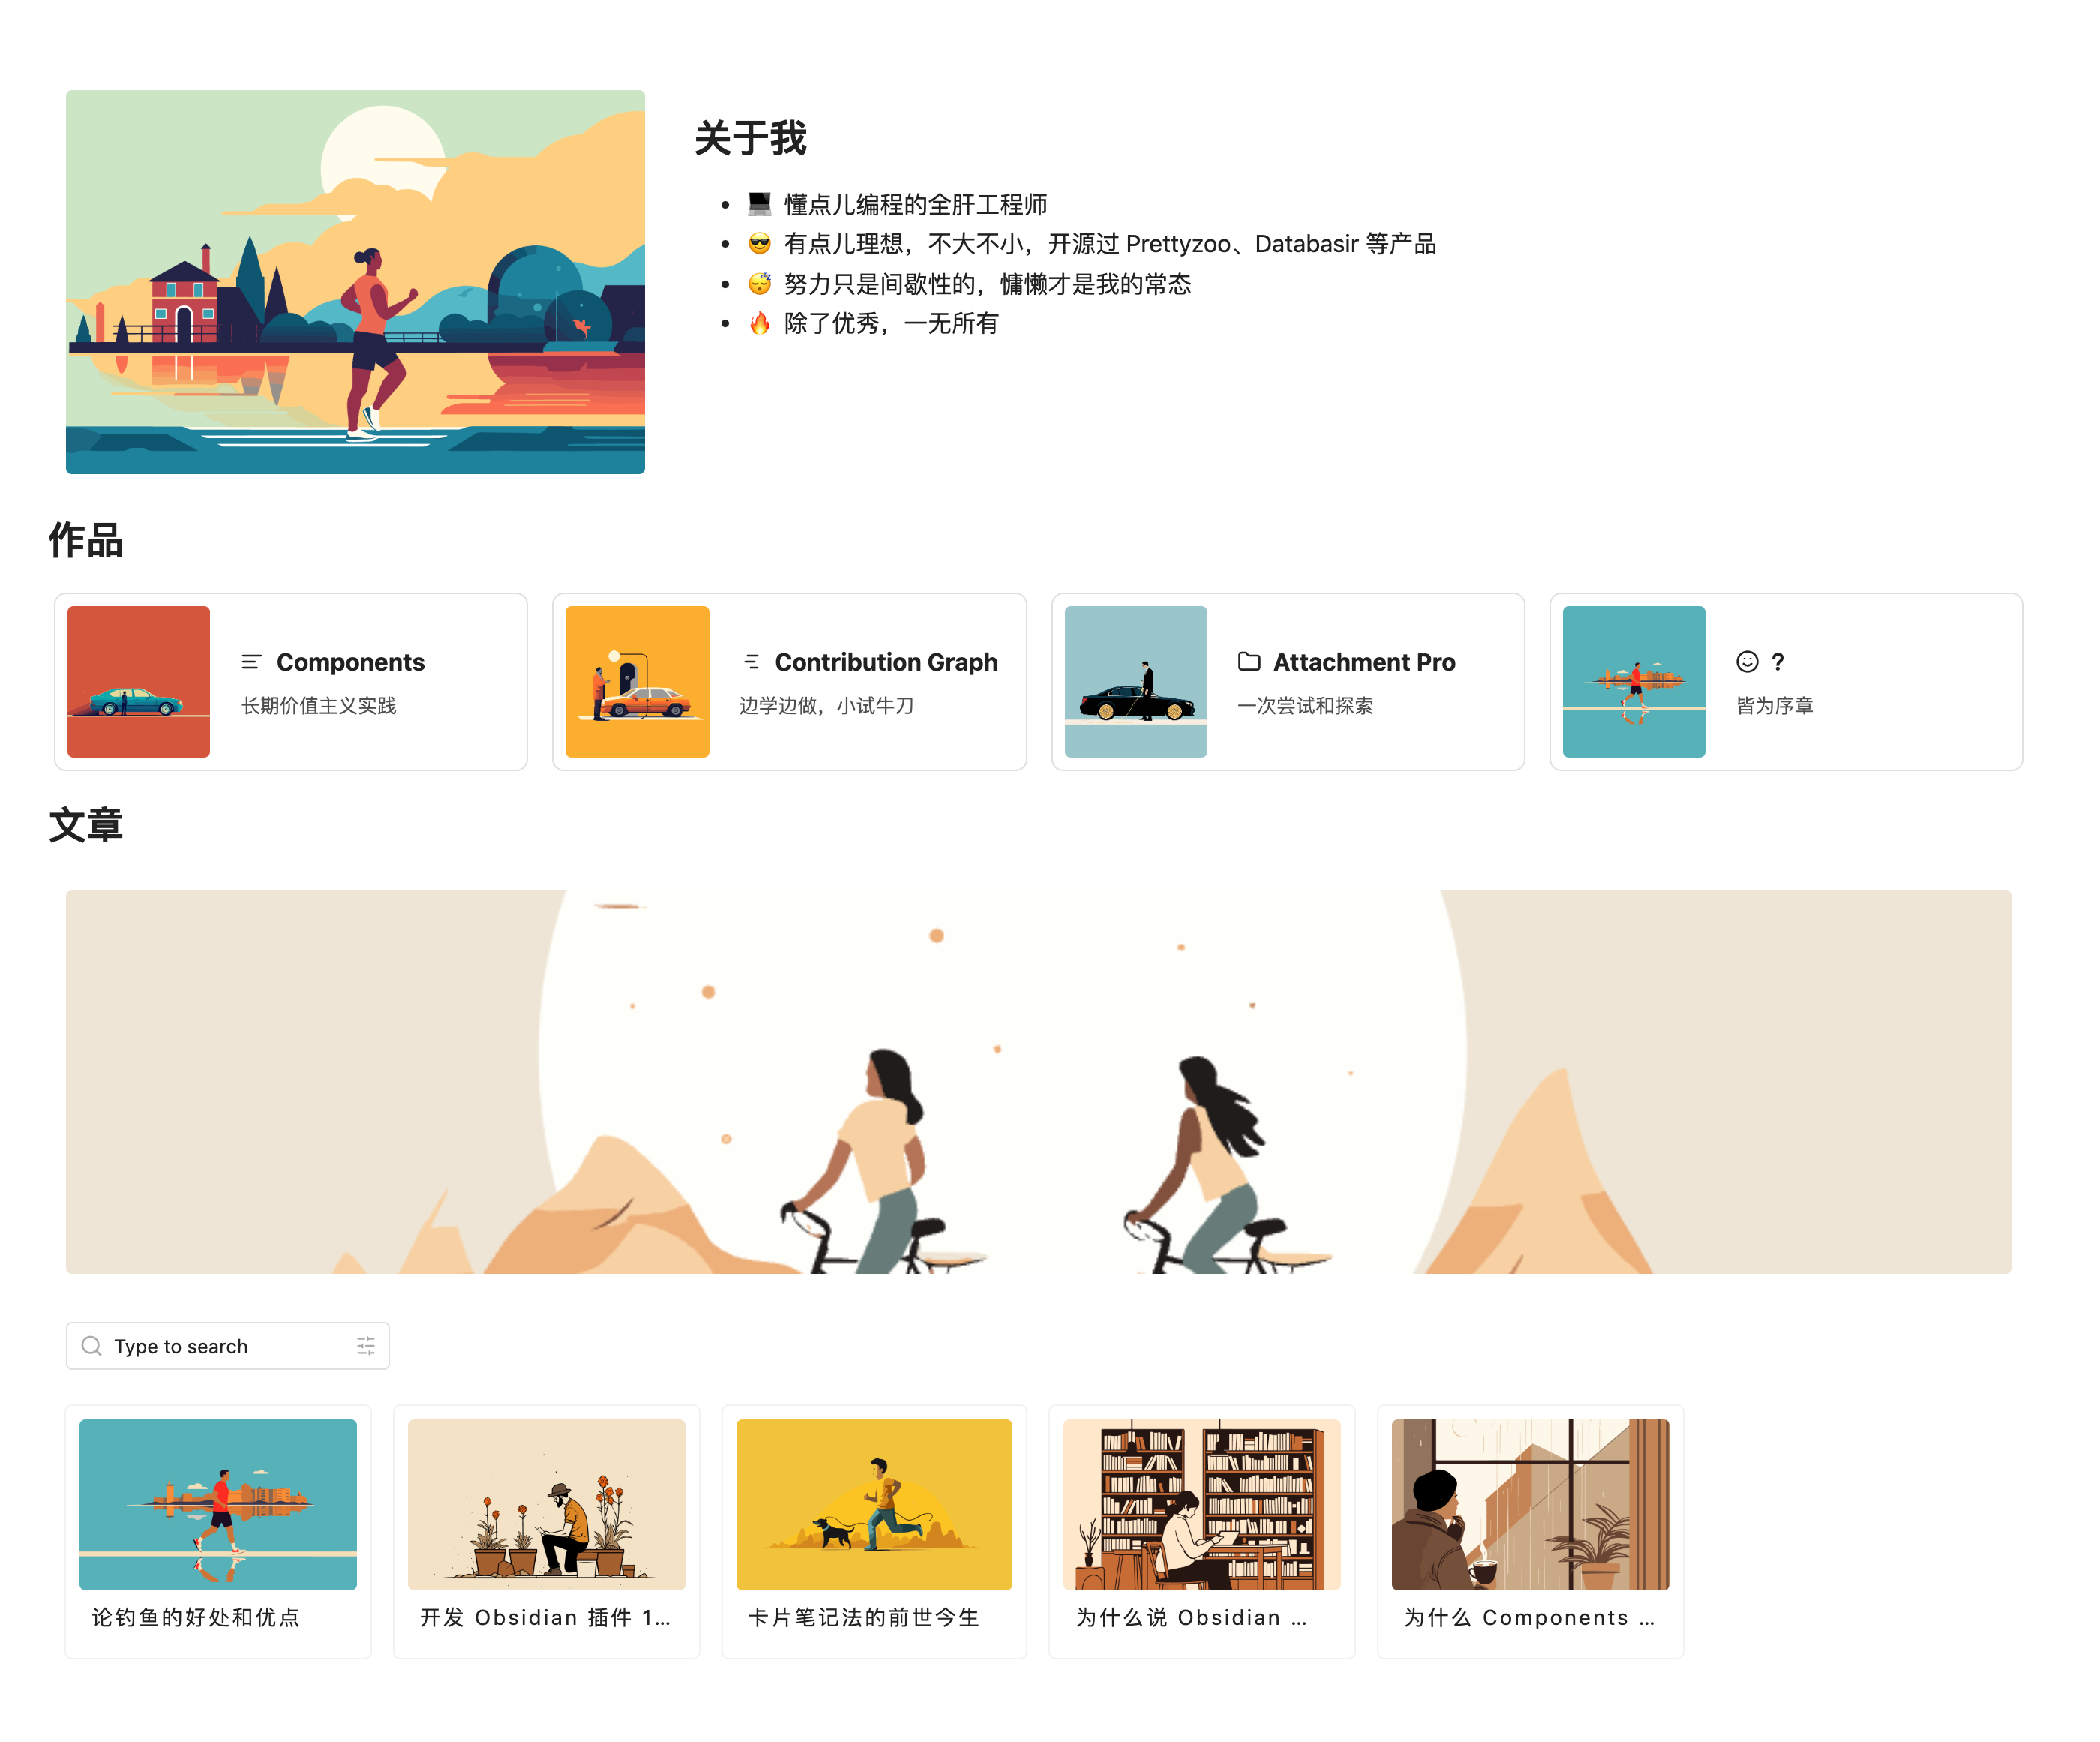 关于我
💻 懂点儿编程的全肝工程师
😎 有点儿理想，不大不小，开源过 Prettyzoo、Databasir 等产品
😴 努力只是间歇性的，慵懒才是我的常态
🔥 除了优秀，一无所有
作品
Components
长期价值主义实践
Contribution Graph
边学边做，小试牛刀
Attachment Pro
一次尝试和探索
?
皆为序章
文章
Type to search
论钓鱼的好处和优点
开发 Obsidian 插件 1...
卡片笔记法的前世今生
为什么说 Obsidian ...
为什么 Components ...